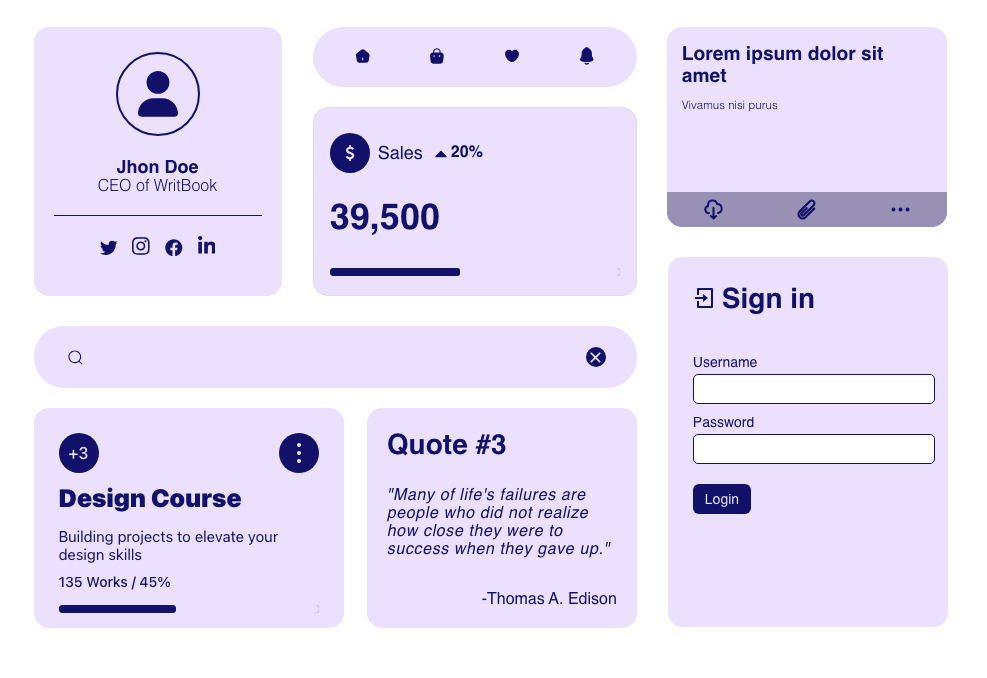 Jhon Doe
CEO of WritBook
$
Sales
20%
39,500
Lorem ipsum dolor sit
amet
Vivamus nisi purus
Sign in
Username
Password
Login
+3
Design Course
Building projects to elevate your
design skills
135 Works / 45%
Quote #3
"Many of life's failures are
people who did not realize
how close they were to
success when they gave up."
-Thomas A. Edison